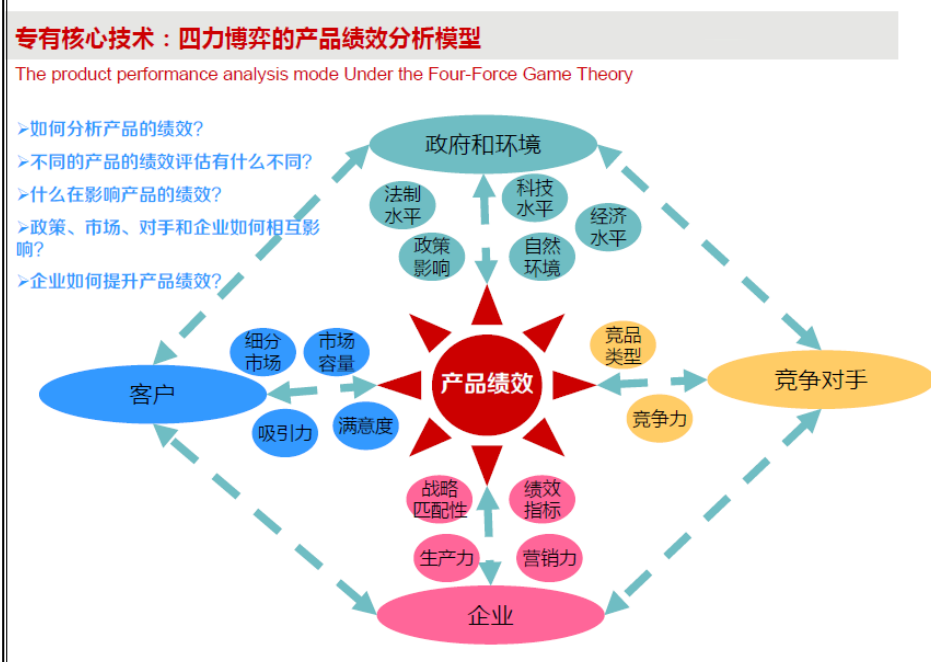 专有核心技术：四力博弈的产品绩效分析模型
The product performance analysis mode Under the Four-Force Game Theory
➢如何分析产品的绩效?
➢不同的产品的绩效评估有什么不同?
➢什么在影响产品的绩效?
➢政策、市场、对手和企业如何相互影
响?
➢企业如何提升产品绩效?
政府和环境
法制
水平
科技
水平
经济
水平
政策
影响
自然
环境
细分
市场
市场
容量
客户
吸引力
满意度
产品绩效
竞品
类型
竞争对手
竞争力
战略
匹配性
绩效
指标
生产力
营销力
企业